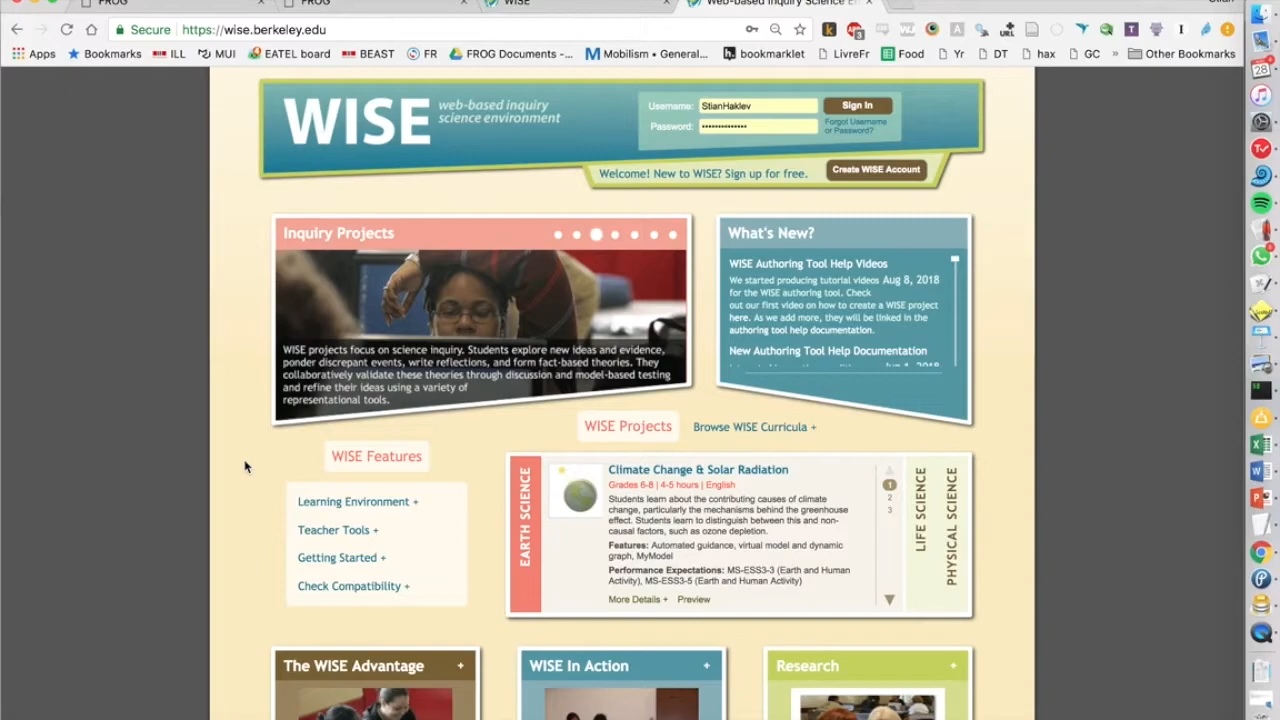 PROG
PROG
WISE
Secure
https://wise.berkeley.edu
Apps
Bookmarks
ILL
MUI
EATEL board
BEAST
FR
FROG Documents -...
Mobilism • General...
bookmarklet
LivreFr
Food
Yr
DT
hax
GC
»
Other Bookmarks
WISE
web-based inquiry
science environment
Username:
StianHaklev
Sign In
Password:
Forgot Username
or Password?
Welcome! New to WISE? Sign up for free.
Create WISE Account
Inquiry Projects
WISE projects focus on science inquiry. Students explore new ideas and evidence,
ponder discrepant events, write reflections, and form fact-based theories. They
collaboratively validate these theories through discussion and model-based testing
and refine their ideas using a variety of
representational tools.
What's New?
WISE Authoring Tool Help Videos
We started producing tutorial videos Aug 8, 2018
for the WISE authoring tool. Check
out our first video on how to create a WISE project
here. As we add more, they will be linked in the
authoring tool help documentation.
New Authoring Tool Help Documentation
WISE Projects
Browse WISE Curricula +
WISE Features
Learning Environment +
Teacher Tools +
Getting Started +
Check Compatibility +
EARTH SCIENCE
Climate Change & Solar Radiation
Grades 6-8 | 4-5 hours | English
Students learn about the contributing causes of climate
change, particularly the mechanisms behind the greenhouse
effect. Students learn to distinguish between this and non-
causal factors, such as ozone depletion.
Features: Automated guidance, virtual model and dynamic
graph, MyModel
Performance Expectations: MS-ESS3-3 (Earth and Human
Activity), MS-ESS3-5 (Earth and Human Activity)
More Details +
Preview
1
2
3
LIFE SCIENCE
PHYSICAL SCIENCE
The WISE Advantage
+
WISE In Action
+
Research
+